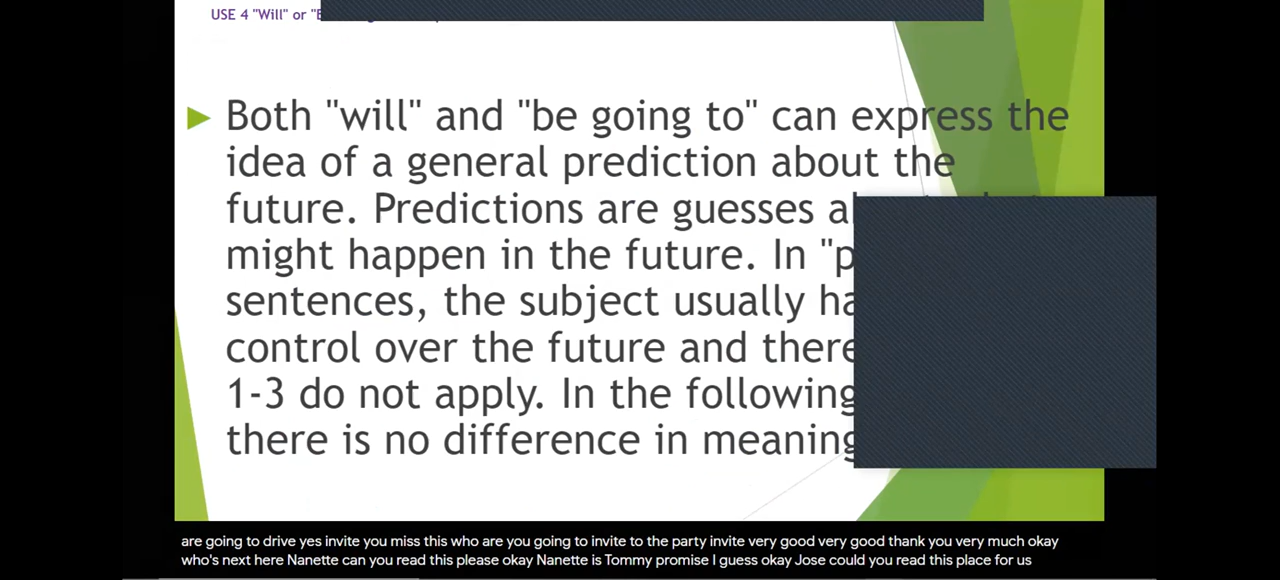 USE 4 "Will" or "
Both "will" and "be going to" can express the
idea of a general prediction about the
future. Predictions are guesses
might happen in the future. In
sentences, the subject usually
control over the future and
1-3 do not apply. In the following
there is no difference in meaning
are going to drive yes invite you miss this who are you going to invite to the party invite very good very good thank you very much okay
who's next here Nanette can you read this please okay Nanette is Tommy promise I guess okay Jose could you read this place for us